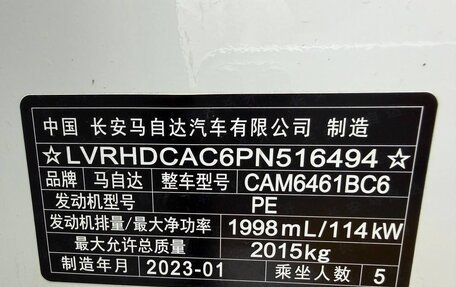 中国 长安马自达汽车有限公司 制造
☆LVRHDCAC6PN516494☆
品牌 马自达 整车型号 CAM6461BC6
发动机型号 PE
发动机排量/最大净功率 1998mL/114kW
最大允许总质量 2015kg
制造年月 2023-01 乘坐人数 5